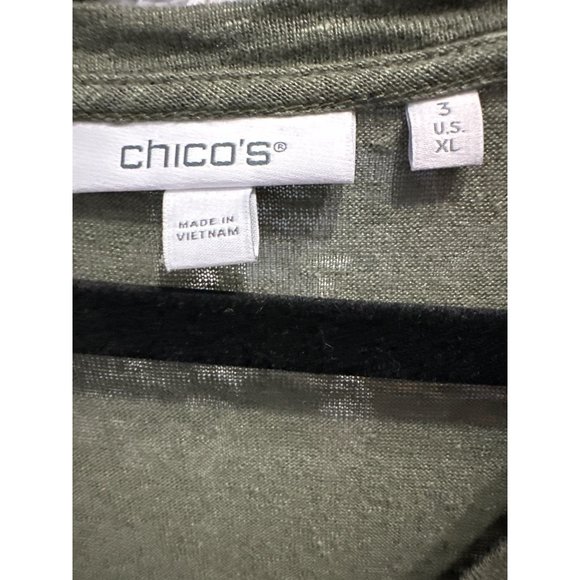 chico's®
3
U.S.
XL
MADE IN
VIETNAM